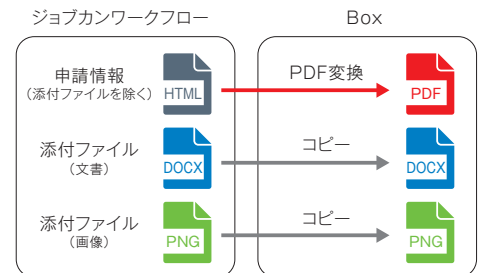 ジョブカンワークフロー
Box
申請情報
(添付ファイルを除く)
HTML
PDF変換
PDF
添付ファイル
(文書)
DOCX
コピー
DOCX
添付ファイル
(画像)
PNG
コピー
PNG